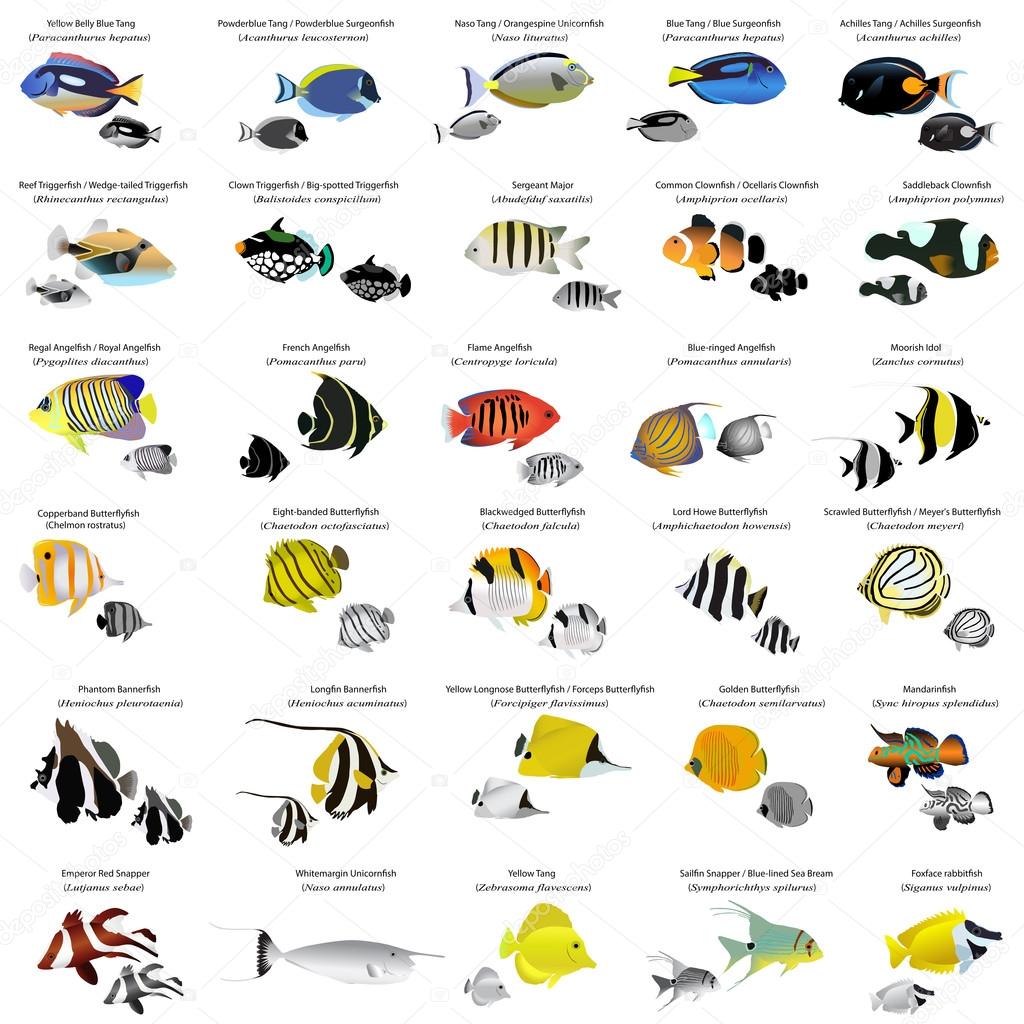 Yellow Belly Blue Tang
(Paracanthurus hepatus)
Powderblue Tang / Powderblue Surgeonfish
(Acanthurus leucosternon)
Naso Tang / Orangespine Unicornfish
(Naso lituratus)
Blue Tang / Blue Surgeonfish
(Paracanthurus hepatus)
Achilles Tang / Achilles Surgeonfish
(Acanthurus achilles)
Reef Triggerfish / Wedge-tailed Triggerfish
(Rhinecanthus rectangulus)
Clown Triggerfish / Big-spotted Triggerfish
(Balistoides conspicillum)
Sergeant Major
(Abudefduf saxatilis)
Common Clownfish / Ocellaris Clownfish
(Amphiprion ocellaris)
Saddleback Clownfish
(Amphiprion polymnus)
Regal Angelfish / Royal Angelfish
(Pygoplites diacanthus)
French Angelfish
(Pomacanthus paru)
Flame Angelfish
(Centropyge loricula)
Blue-ringed Angelfish
(Pomacanthus annularis)
Moorish Idol
(Zanclus cornutus)
Copperband Butterflyfish
(Chelmon rostratus)
Eight-banded Butterflyfish
(Chaetodon octofasciatus)
Blackwedged Butterflyfish
(Chaetodon falcula)
Lord Howe Butterflyfish
(Amphichaetodon howensis)
Scrawled Butterflyfish / Meyer's Butterflyfish
(Chaetodon meyeri)
Phantom Bannerfish
(Heniochus pleurotaenia)
Longfin Bannerfish
(Heniochus acuminatus)
Yellow Longnose Butterflyfish / Forceps Butterflyfish
(Forcipiger flavissimus)
Golden Butterflyfish
(Chaetodon semilarvatus)
Mandarinfish
(Sync hiropus splendidus)
Emperor Red Snapper
(Lutjanus sebae)
Whitemargin Unicornfish
(Naso annulatus)
Yellow Tang
(Zebrasoma flavescens)
Sailfin Snapper / Blue-lined Sea Bream
(Symphorichthys spilurus)
Foxface rabbitfish
(Siganus vulpinus)
depositphotos